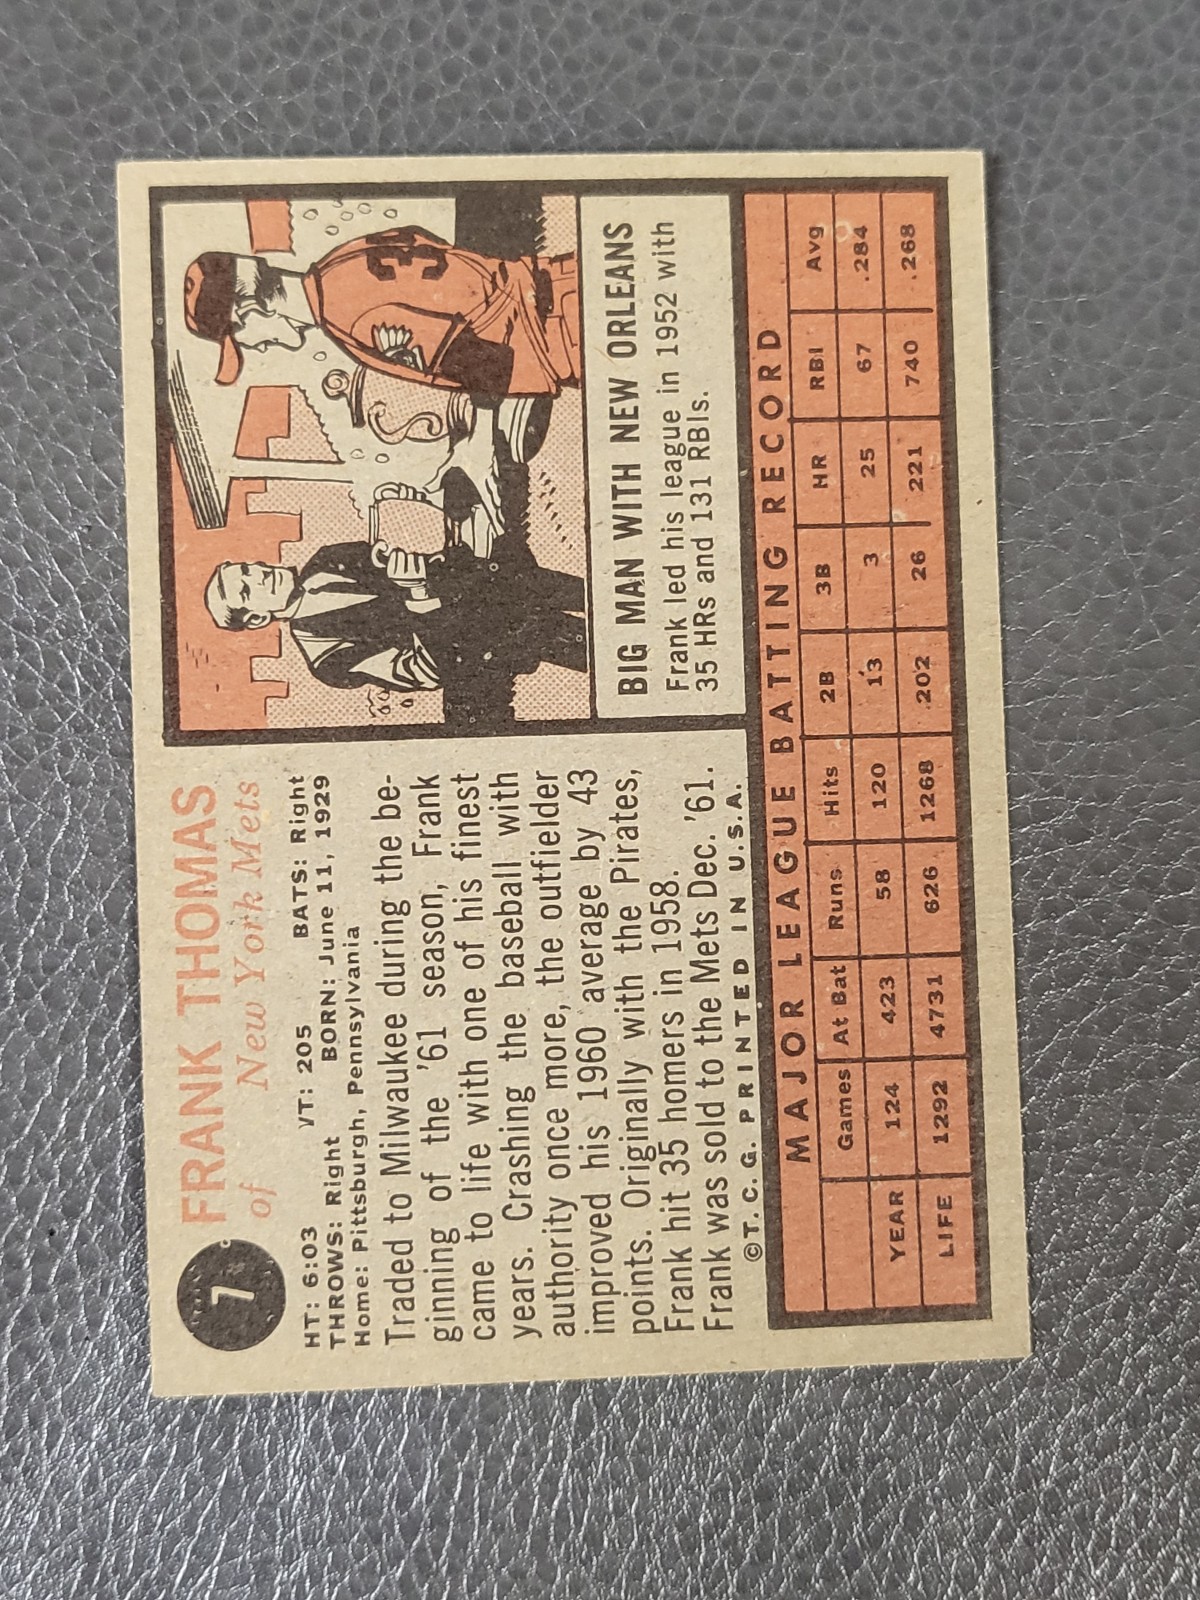 7
FRANK THOMAS
of New York Mets
HT: 6:03 VT: 205 BATS: Right
THROWS: Right BORN: June 11, 1929
Home: Pittsburgh, Pennsylvania
Traded to Milwaukee during the be-
ginning of the '61 season, Frank
came to life with one of his finest
years. Crashing the baseball with
authority once more, the outfielder
improved his 1960 average by 43
points. Originally with the Pirates,
Frank hit 35 homers in 1958.
Frank was sold to the Mets Dec. '61.
©T. C. G. PRINTED IN U.S.A.
3
BIG MAN WITH NEW ORLEANS
Frank led his league in 1952 with
35 HRs and 131 RBIs.
MAJOR LEAGUE BATTING RECORD
Games At Bat Runs Hits 2B 3B HR RBI Avg
YEAR 124 423 58 120 13 3 25 67 .284
LIFE 1292 4731 626 1268 202 26 221 740 .268